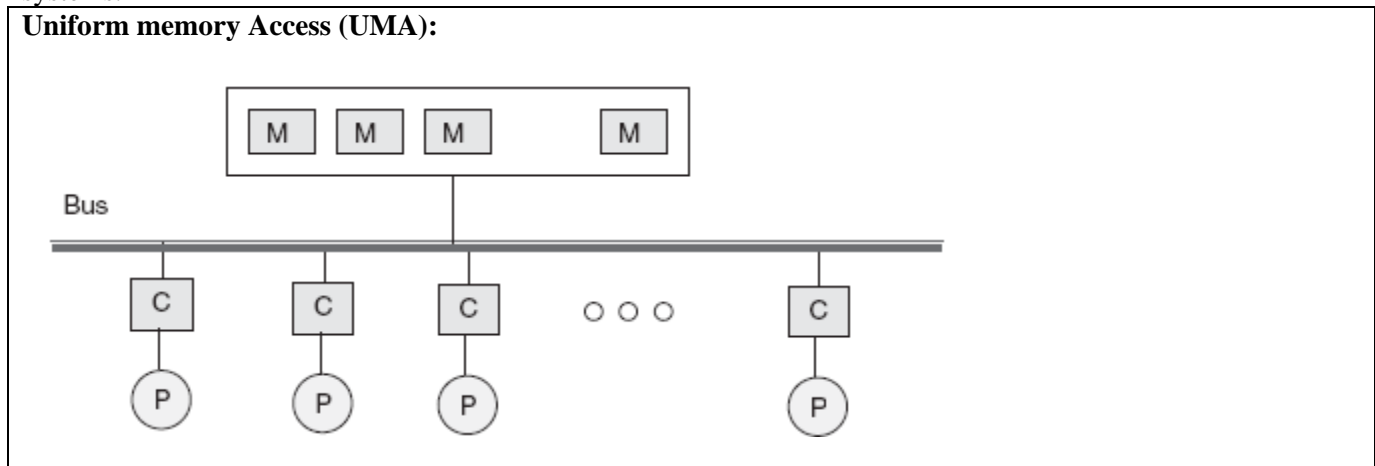 Uniform memory Access (UMA):
M M M M
Bus
C C C C
P P P P